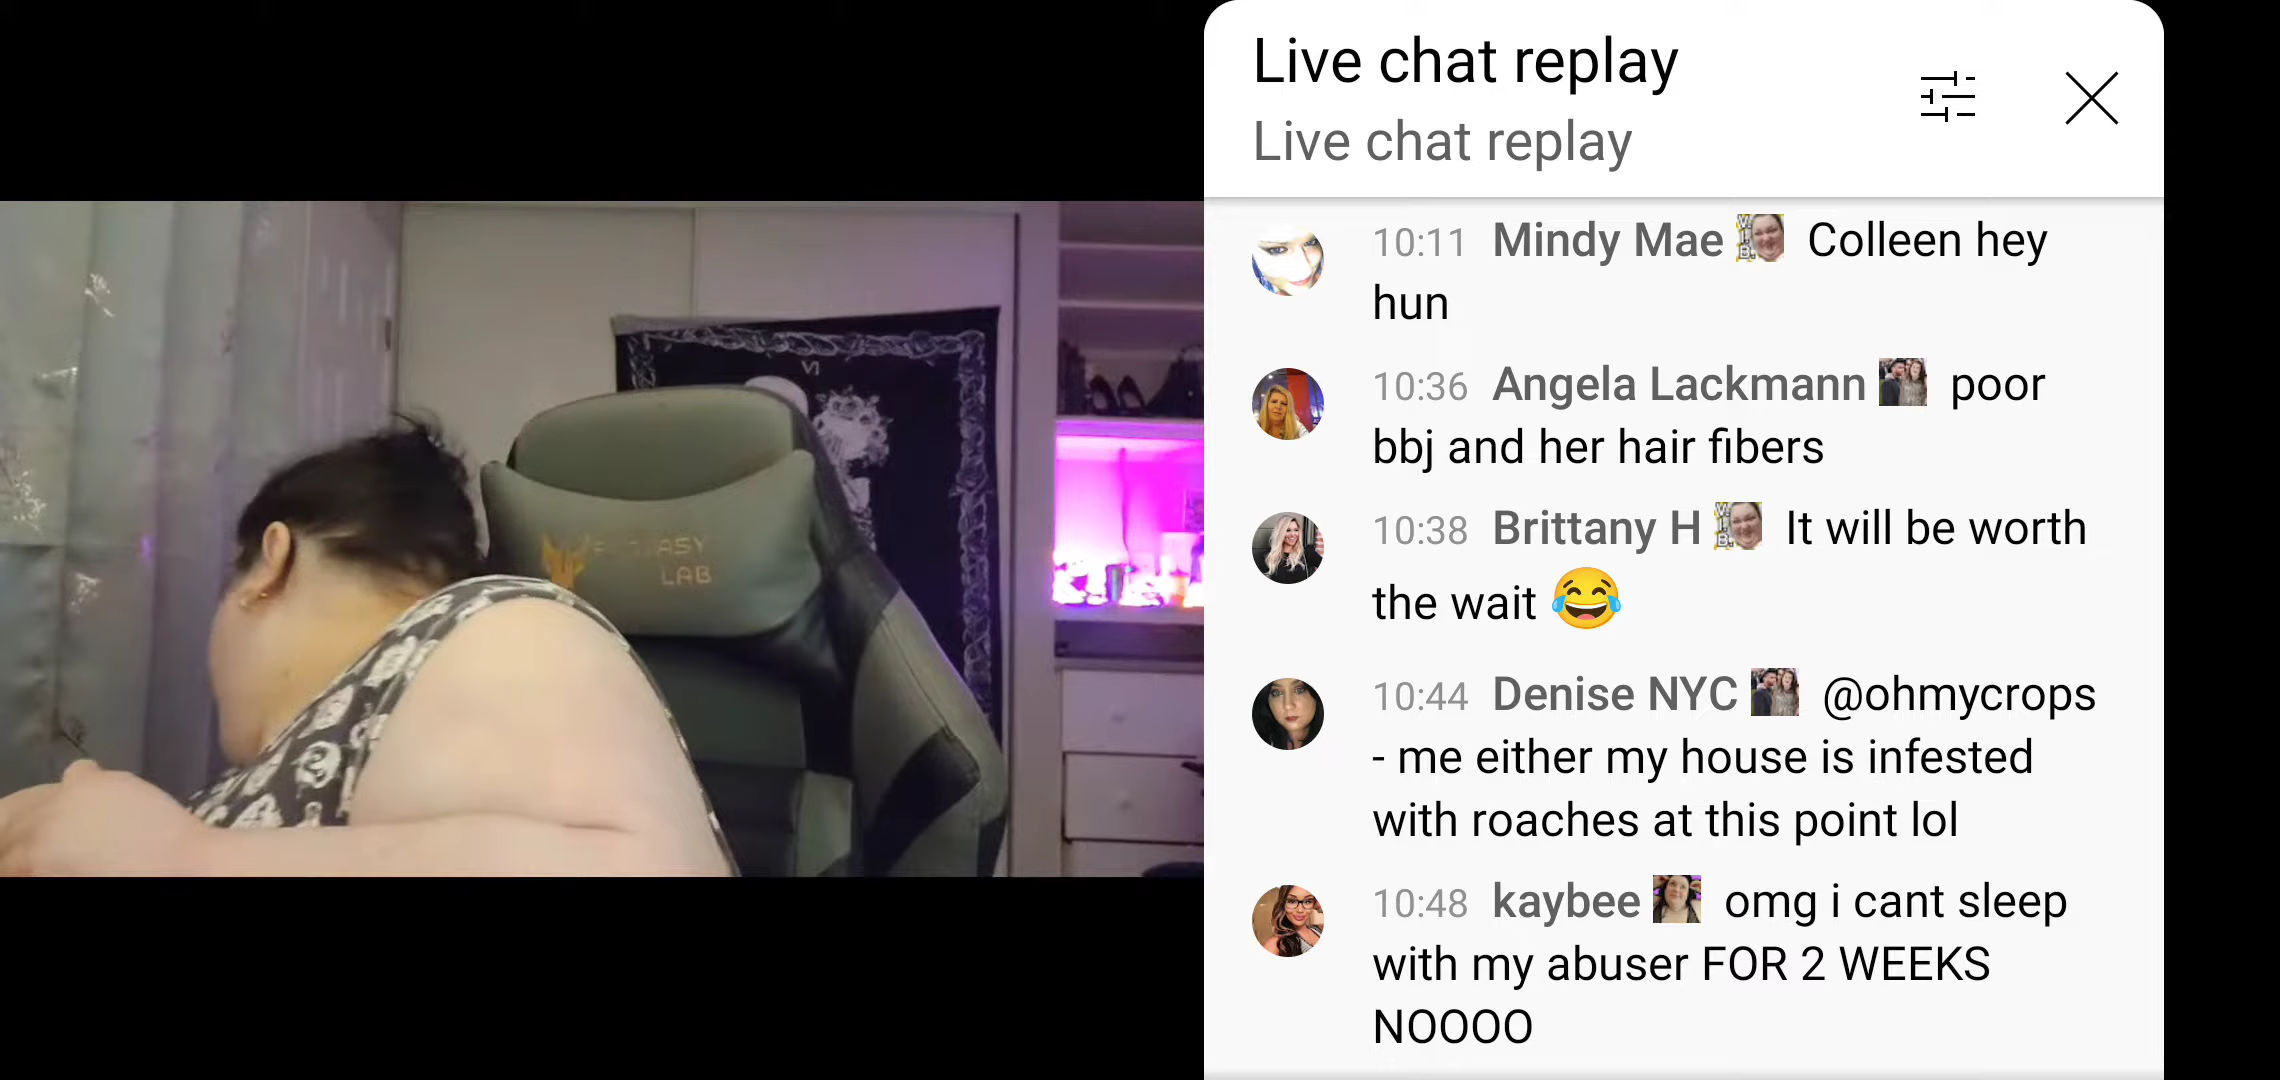 Live chat replay
Live chat replay
10:11 Mindy Mae Colleen hey
hun
10:36 Angela Lackmann poor
bbj and her hair fibers
10:38 Brittany H It will be worth
the wait 😂
10:44 Denise NYC @ohmycrops
- me either my house is infested
with roaches at this point lol
10:48 kaybee omg i cant sleep
with my abuser FOR 2 WEEKS
NOOOO
VI
LAB